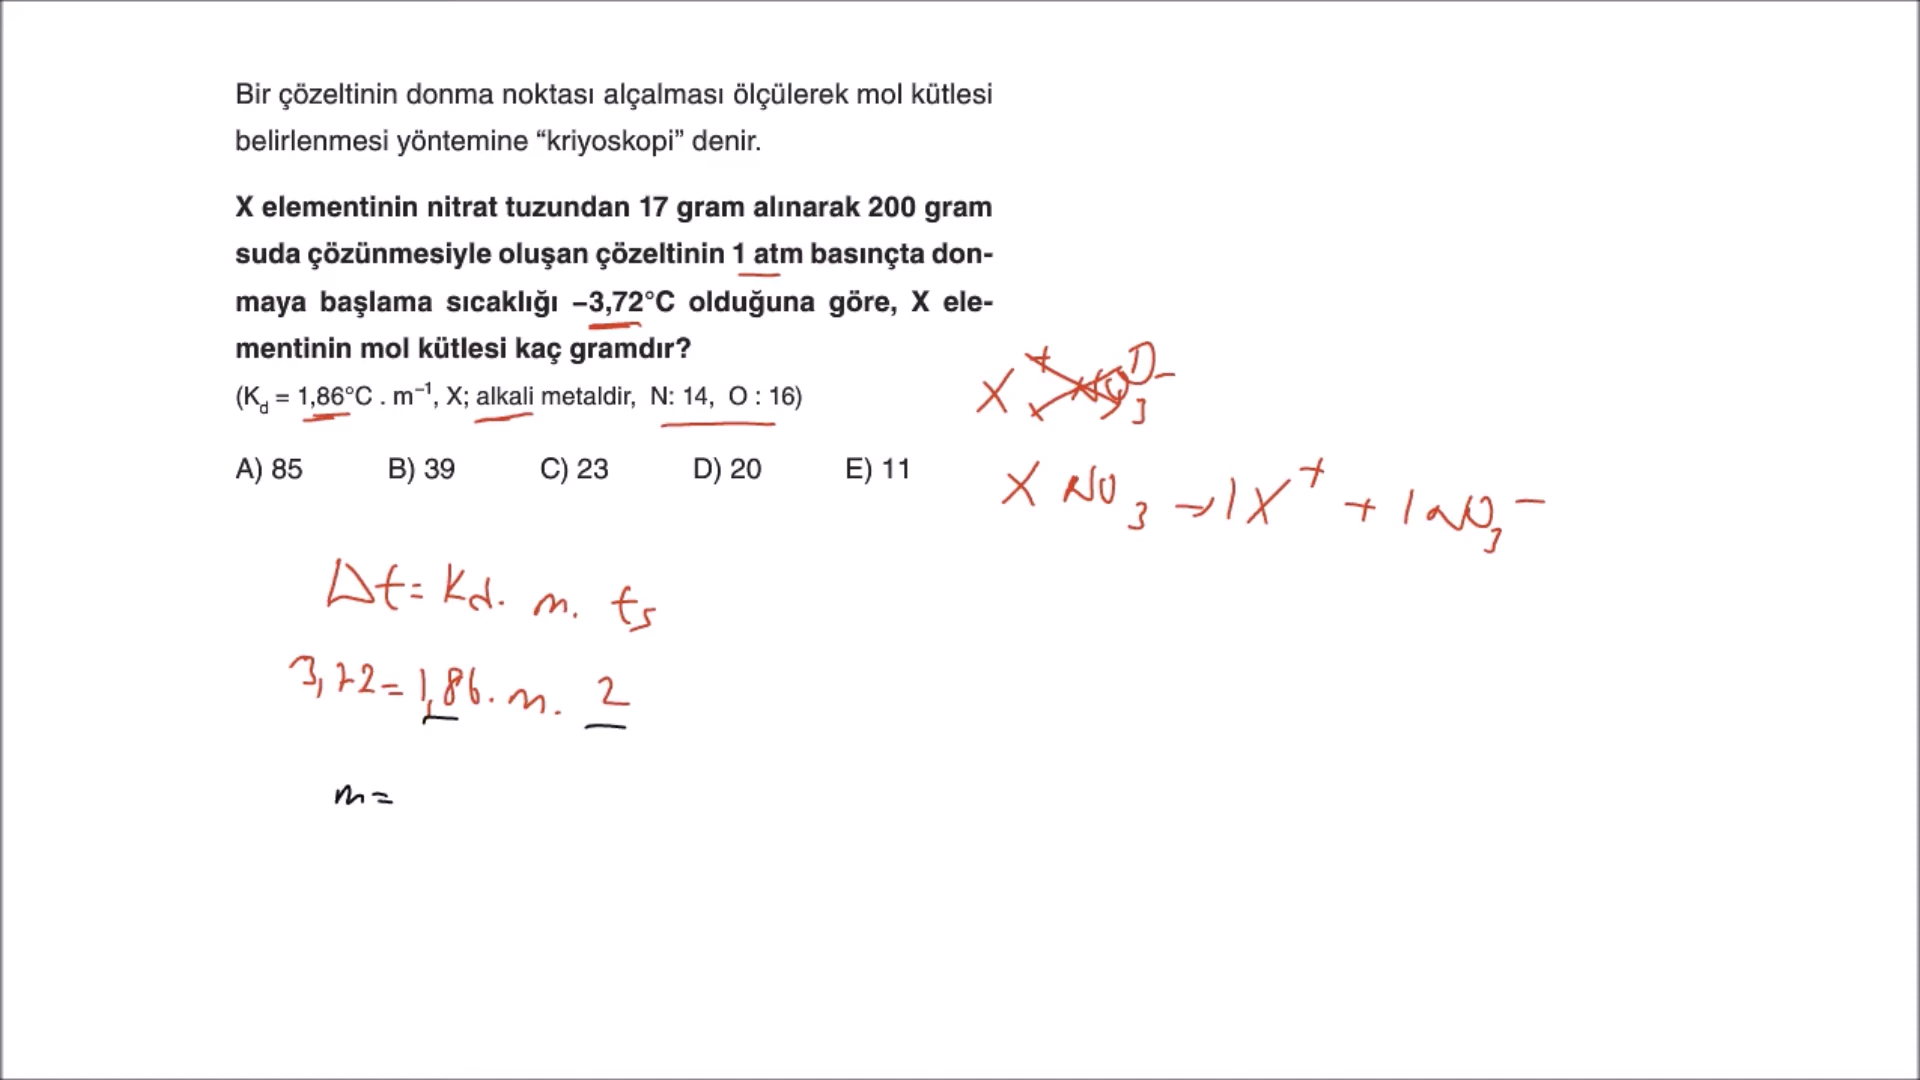 Bir çözeltinin donma noktası alçalması ölçülerek mol kütlesi
belirlenmesi yöntemine “kriyoskopi” denir.
X elementinin nitrat tuzundan 17 gram alınarak 200 gram
suda çözünmesiyle oluşan çözeltinin 1 atm basınçta don-
maya başlama sıcaklığı −3,72°C olduğuna göre, X ele-
mentinin mol kütlesi kaç gramdır?
(Kd = 1,86°C . m⁻¹, X; alkali metaldir, N: 14, O : 16)
A) 85 B) 39 C) 23 D) 20 E) 11
X⁺ NO₃⁻
X NO₃ → 1X⁺ + 1NO₃⁻
Δt = Kd. m. ts
3,72 = 1,86. m. 2
m =